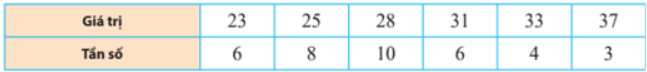 Giá trị 23 25 28 31 33 37
Tần số 6 8 10 6 4 3